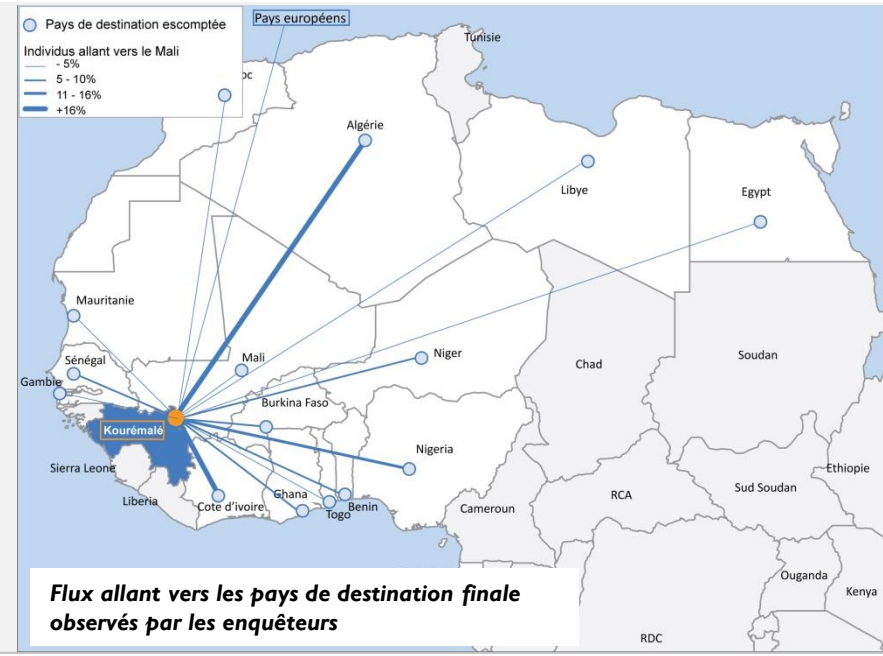 Pays de destination escomptée
Individus allant vers le Mali
- 5%
5 - 10%
11 - 16%
+16%
Pays européens
Tunisie
oc
Algérie
Libye
Egypt
Mauritanie
Sénégal
Mali
Niger
Chad
Soudan
Gambie
Burkina Faso
Kourémalé
Nigeria
Sierra Leone
Ethiopie
Liberia
Cote d'ivoire
Ghana
Togo
Benin
Cameroun
RCA
Sud Soudan
Ouganda
Kenya
RDC
Flux allant vers les pays de destination finale
observés par les enquêteurs